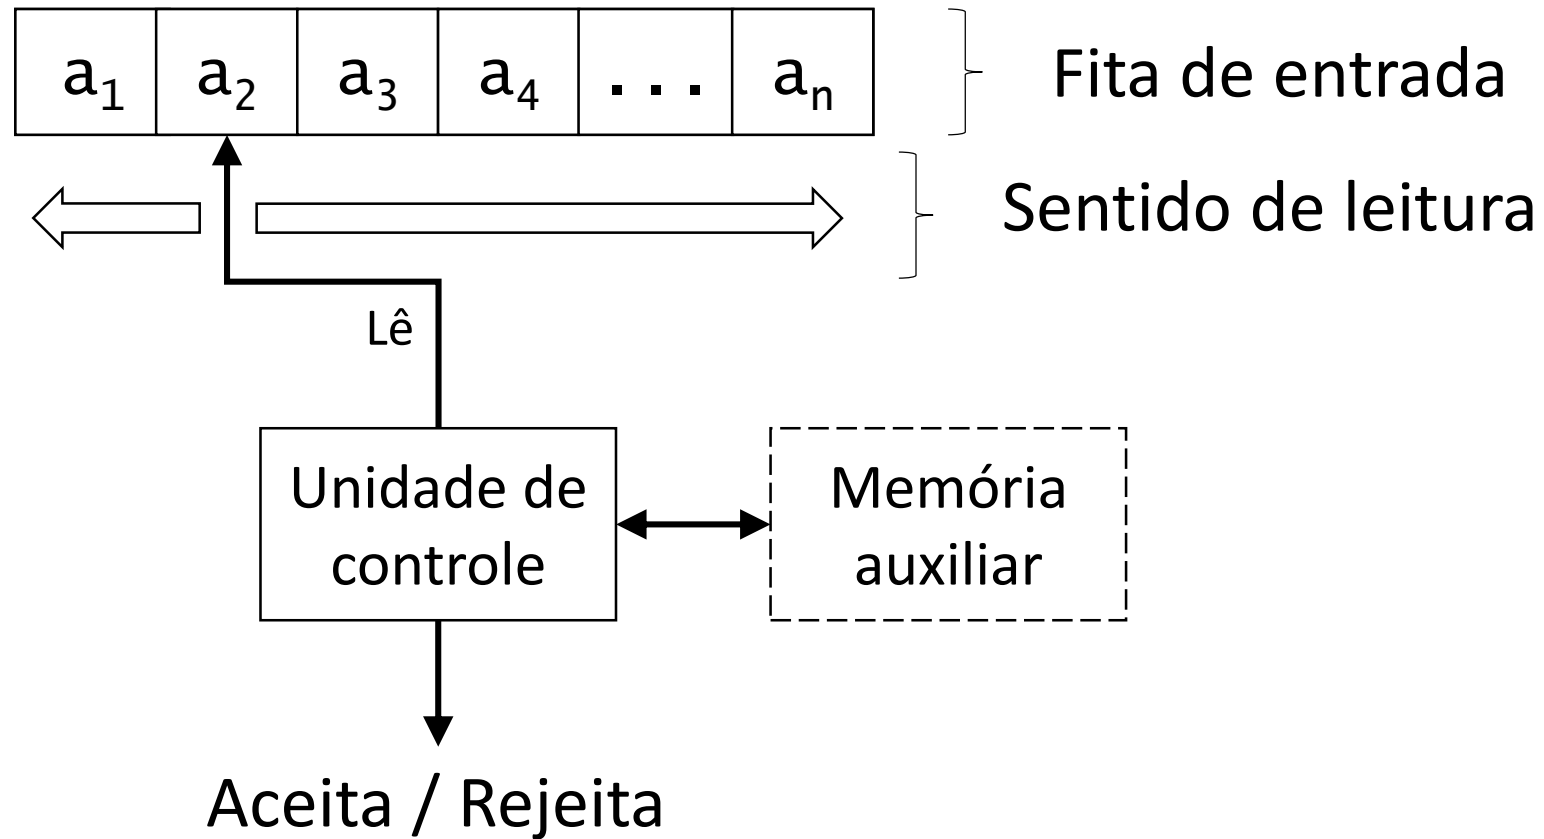 a₁ a₂ a₃ a₄ ... aₙ Fita de entrada
Sentido de leitura
Lê
Unidade de Memória
controle auxiliar
Aceita / Rejeita